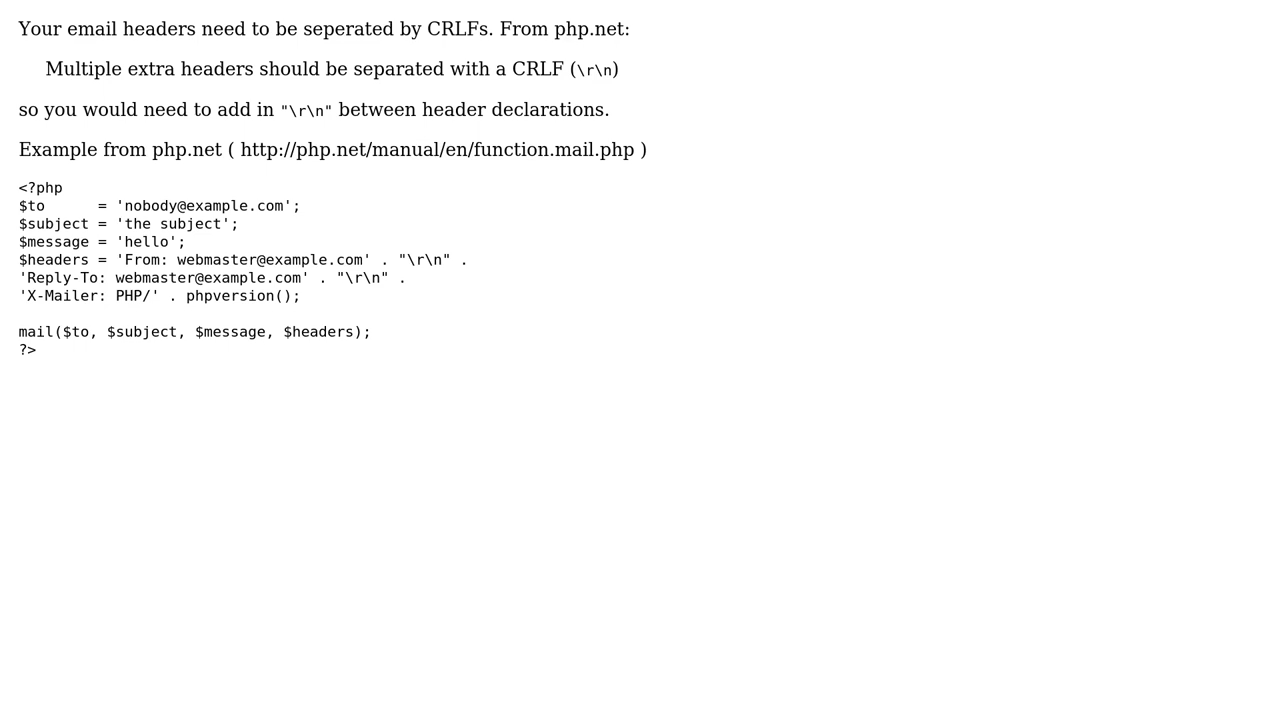 Your email headers need to be seperated by CRLFs. From php.net:
Multiple extra headers should be separated with a CRLF (\r\n)
so you would need to add in "\r\n" between header declarations.
Example from php.net ( http://php.net/manual/en/function.mail.php )
<?php
$to      = 'nobody@example.com';
$subject = 'the subject';
$message = 'hello';
$headers = 'From: webmaster@example.com' . "\r\n" .
'Reply-To: webmaster@example.com' . "\r\n" .
'X-Mailer: PHP/' . phpversion();

mail($to, $subject, $message, $headers);
?>